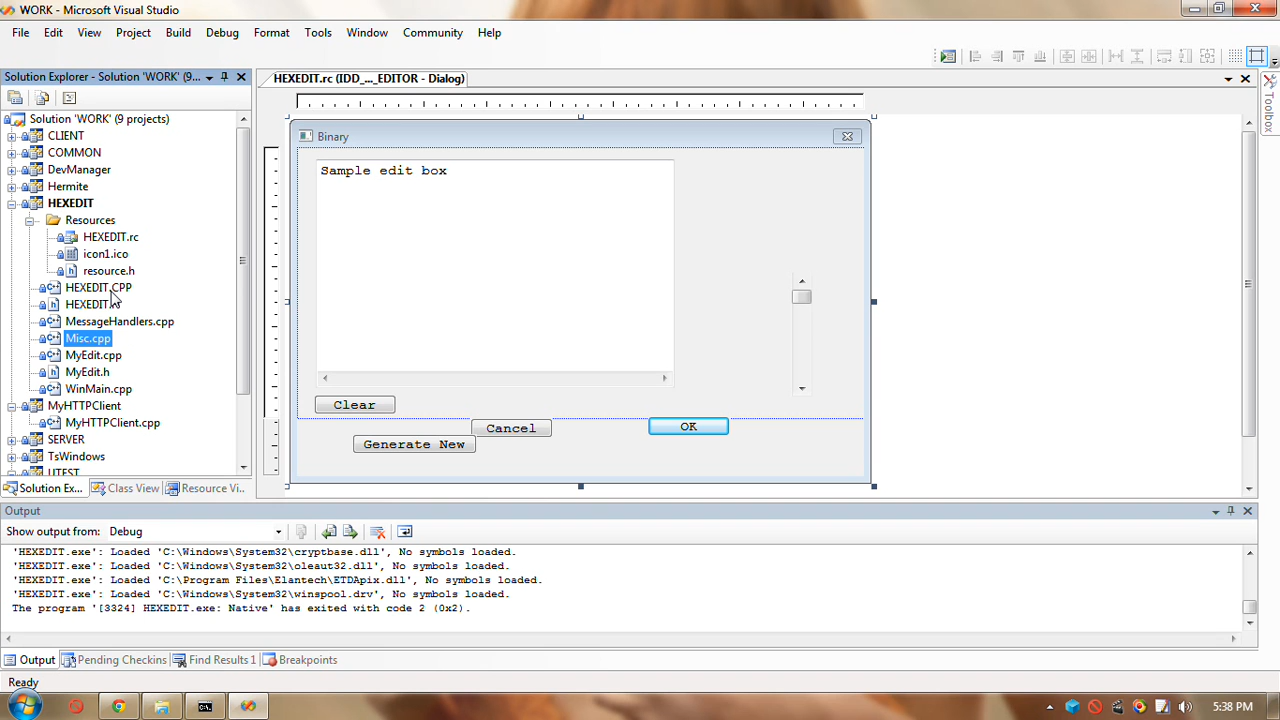 WORK - Microsoft Visual Studio
File Edit View Project Build Debug Format Tools Window Community Help
Solution Explorer - Solution 'WORK' (9...
HEXEDIT.rc (IDD_..._EDITOR - Dialog)
Solution 'WORK' (9 projects)
CLIENT
COMMON
DevManager
Hermite
HEXEDIT
Resources
HEXEDIT.rc
icon1.ico
resource.h
HEXEDIT.CPP
MessageHandlers.cpp
Misc.cpp
MyEdit.cpp
MyEdit.h
WinMain.cpp
MyHTTPClient
MyHTTPClient.cpp
SERVER
TsWindows
UTEST
Solution Ex... Class View Resource Vi...
Binary
Sample edit box
Clear
Cancel
OK
Generate New
Toolbox
Output
Show output from: Debug
'HEXEDIT.exe': Loaded 'C:\Windows\System32\cryptbase.dll', No symbols loaded.
'HEXEDIT.exe': Loaded 'C:\Windows\System32\oleaut32.dll', No symbols loaded.
'HEXEDIT.exe': Loaded 'C:\Program Files\Elantech\ETDApix.dll', No symbols loaded.
'HEXEDIT.exe': Loaded 'C:\Windows\System32\winspool.drv', No symbols loaded.
The program '[3324] HEXEDIT.exe: Native' has exited with code 2 (0x2).
Output Pending Checkins Find Results 1 Breakpoints
Ready
5:38 PM